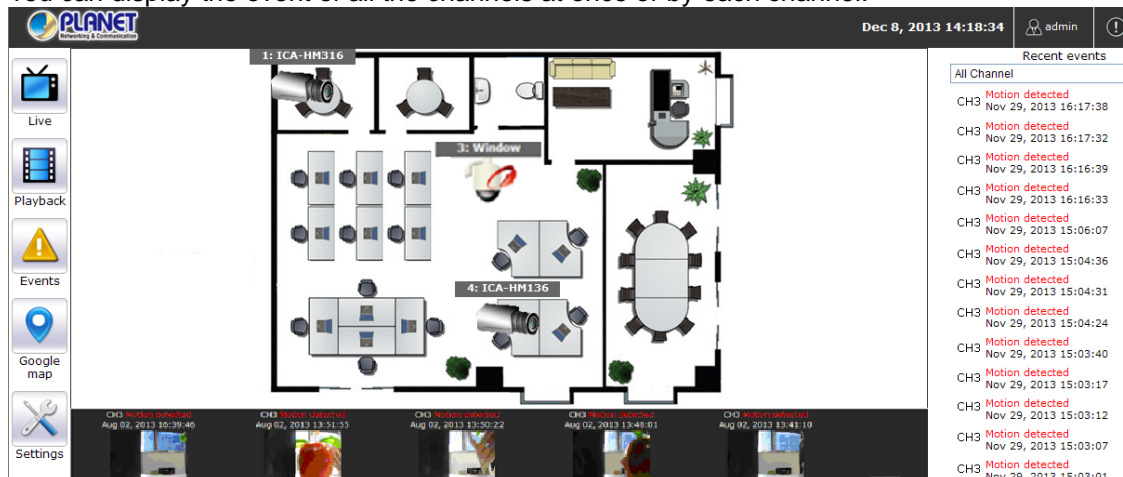 You can display the event of all the channels at once or by each channel.
PLANET
Networking & Communication
Dec 8, 2013 14:18:34
admin
Live
Playback
Events
Google
map
Settings
1: ICA-HM316
3: Window
4: ICA-HM136
Recent events
All Channel
CH3 Motion detected
Nov 29, 2013 16:17:38
CH3 Motion detected
Nov 29, 2013 16:17:32
CH3 Motion detected
Nov 29, 2013 16:16:39
CH3 Motion detected
Nov 29, 2013 16:16:33
CH3 Motion detected
Nov 29, 2013 15:06:07
CH3 Motion detected
Nov 29, 2013 15:04:36
CH3 Motion detected
Nov 29, 2013 15:04:31
CH3 Motion detected
Nov 29, 2013 15:04:24
CH3 Motion detected
Nov 29, 2013 15:03:40
CH3 Motion detected
Nov 29, 2013 15:03:17
CH3 Motion detected
Nov 29, 2013 15:03:12
CH3 Motion detected
Nov 29, 2013 15:03:07
CH3 Motion detected
Nov 29, 2013 15:03:01
CH3 Motion detected
Aug 02, 2013 16:39:46
CH3 Motion detected
Aug 02, 2013 13:51:55
CH3 Motion detected
Aug 02, 2013 13:50:22
CH3 Motion detected
Aug 02, 2013 13:48:01
CH3 Motion detected
Aug 02, 2013 13:41:10